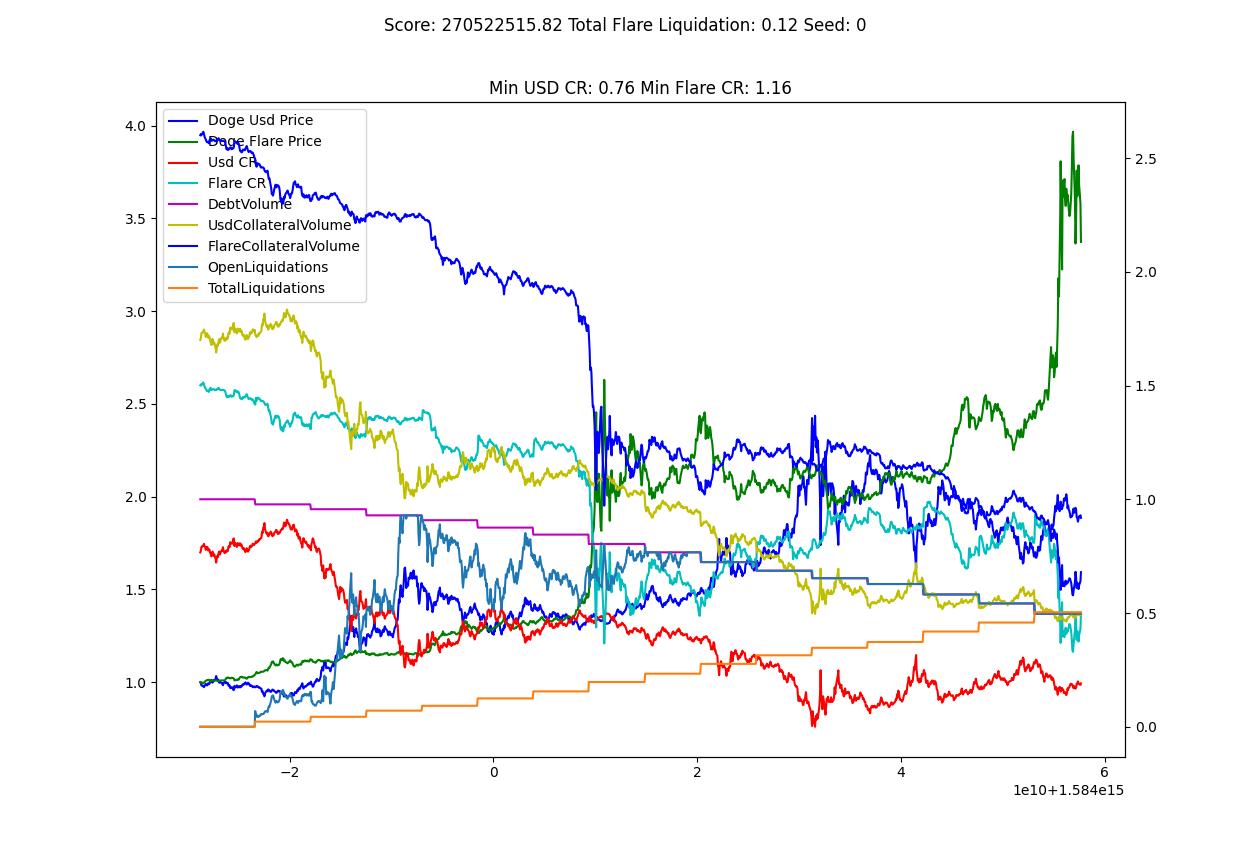 Score: 270522515.82 Total Flare Liquidation: 0.12 Seed: 0
Min USD CR: 0.76 Min Flare CR: 1.16
Doge Usd Price
Doge Flare Price
Usd CR
Flare CR
DebtVolume
UsdCollateralVolume
FlareCollateralVolume
OpenLiquidations
TotalLiquidations
4.0
3.5
3.0
2.5
2.0
1.5
1.0
2.5
2.0
1.5
1.0
0.5
0.0
−2
0
2
4
6
1e10+1.584e15